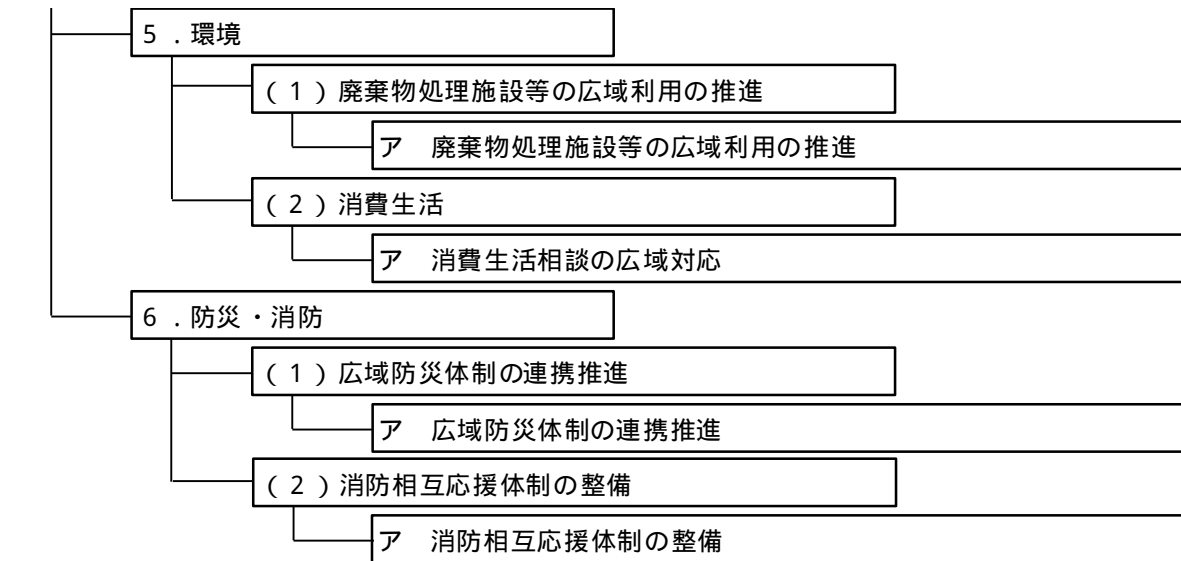 ５．環境
（1）廃棄物処理施設等の広域利用の推進
ア　廃棄物処理施設等の広域利用の推進
（2）消費生活
ア　消費生活相談の広域対応
６．防災・消防
（1）広域防災体制の連携推進
ア　広域防災体制の連携推進
（2）消防相互応援体制の整備
ア　消防相互応援体制の整備